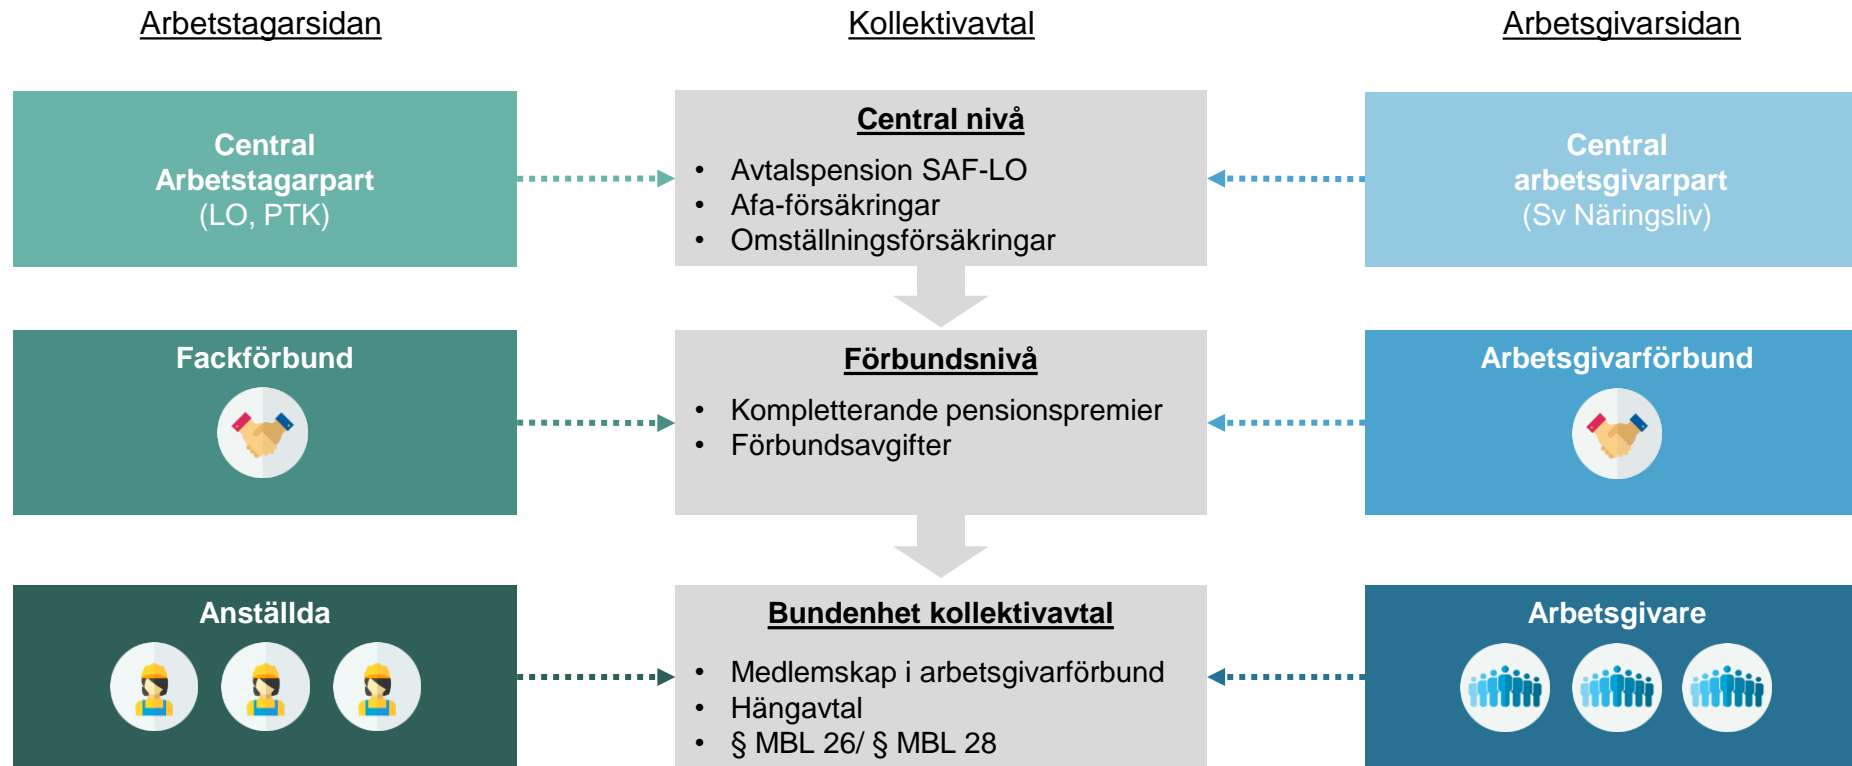 Arbetstagarsidan
Kollektivavtal
Arbetsgivarsidan
Central
Arbetstagarpart
(LO, PTK)
Central nivå
• Avtalspension SAF-LO
• Afa-försäkringar
• Omställningsförsäkringar
Central
arbetsgivarpart
(Sv Näringsliv)
Fackförbund
Förbundsnivå
• Kompletterande pensionspremier
• Förbundsavgifter
Arbetsgivarförbund
Anställda
Bundenhet kollektivavtal
• Medlemskap i arbetsgivarförbund
• Hängavtal
• § MBL 26/ § MBL 28
Arbetsgivare